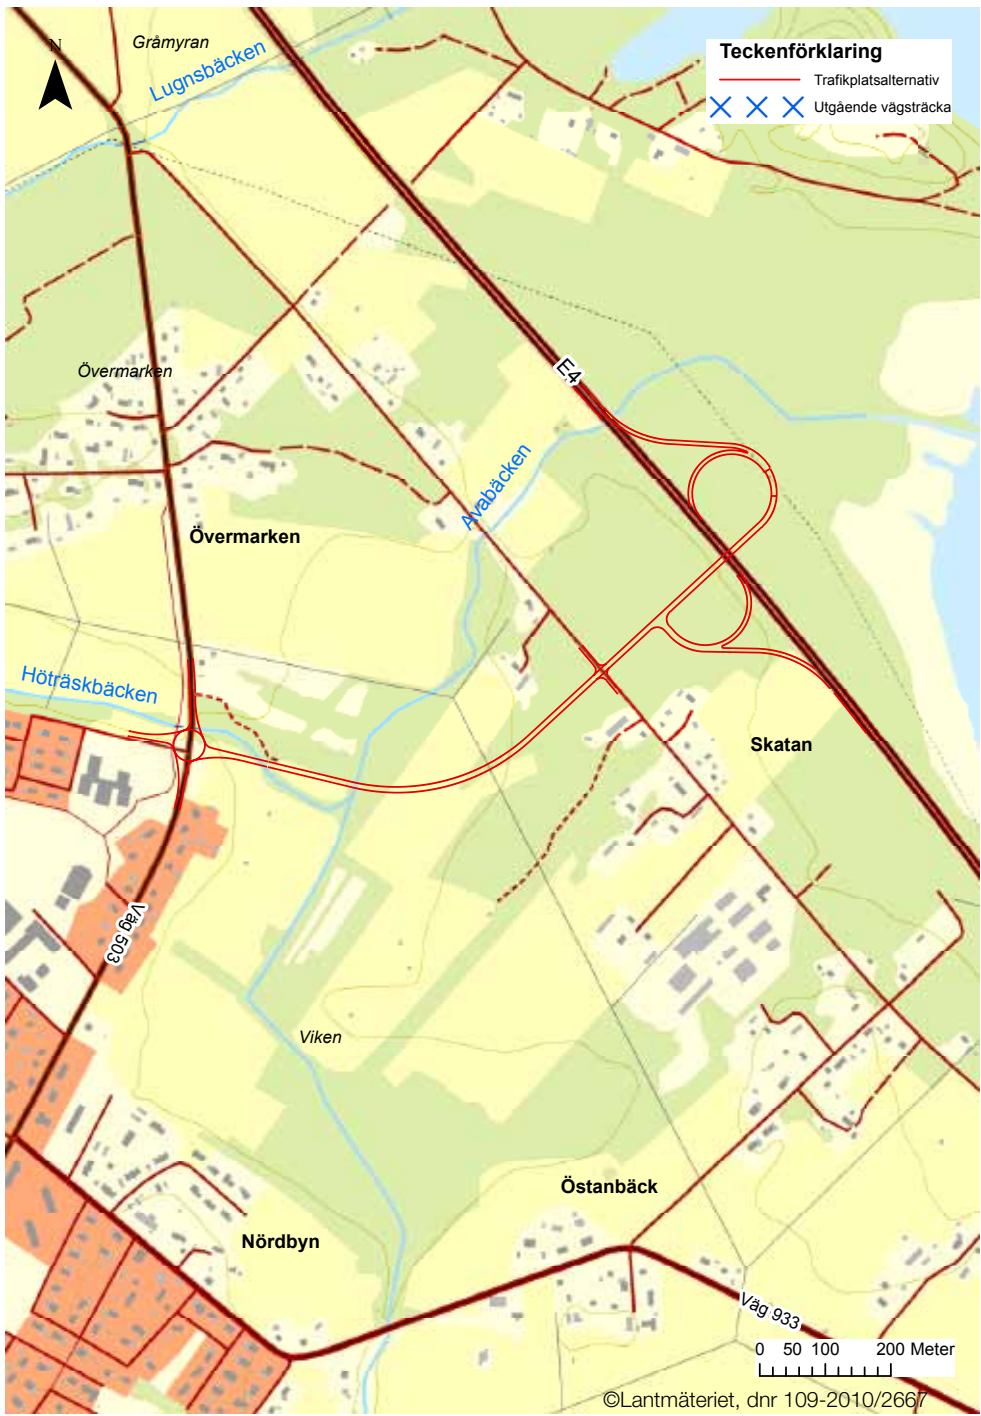 Gråmyran
N
Lugnsbäcken
Teckenförklaring
Trafikplatsalternativ
Utgående vägsträcka
Övermarken
E4
Avabäcken
Övermarken
Höträskbäcken
Skatan
Väg 503
Viken
Östanbäck
Nördbyn
Väg 933
0 50 100 200 Meter
©Lantmäteriet, dnr 109-2010/2667